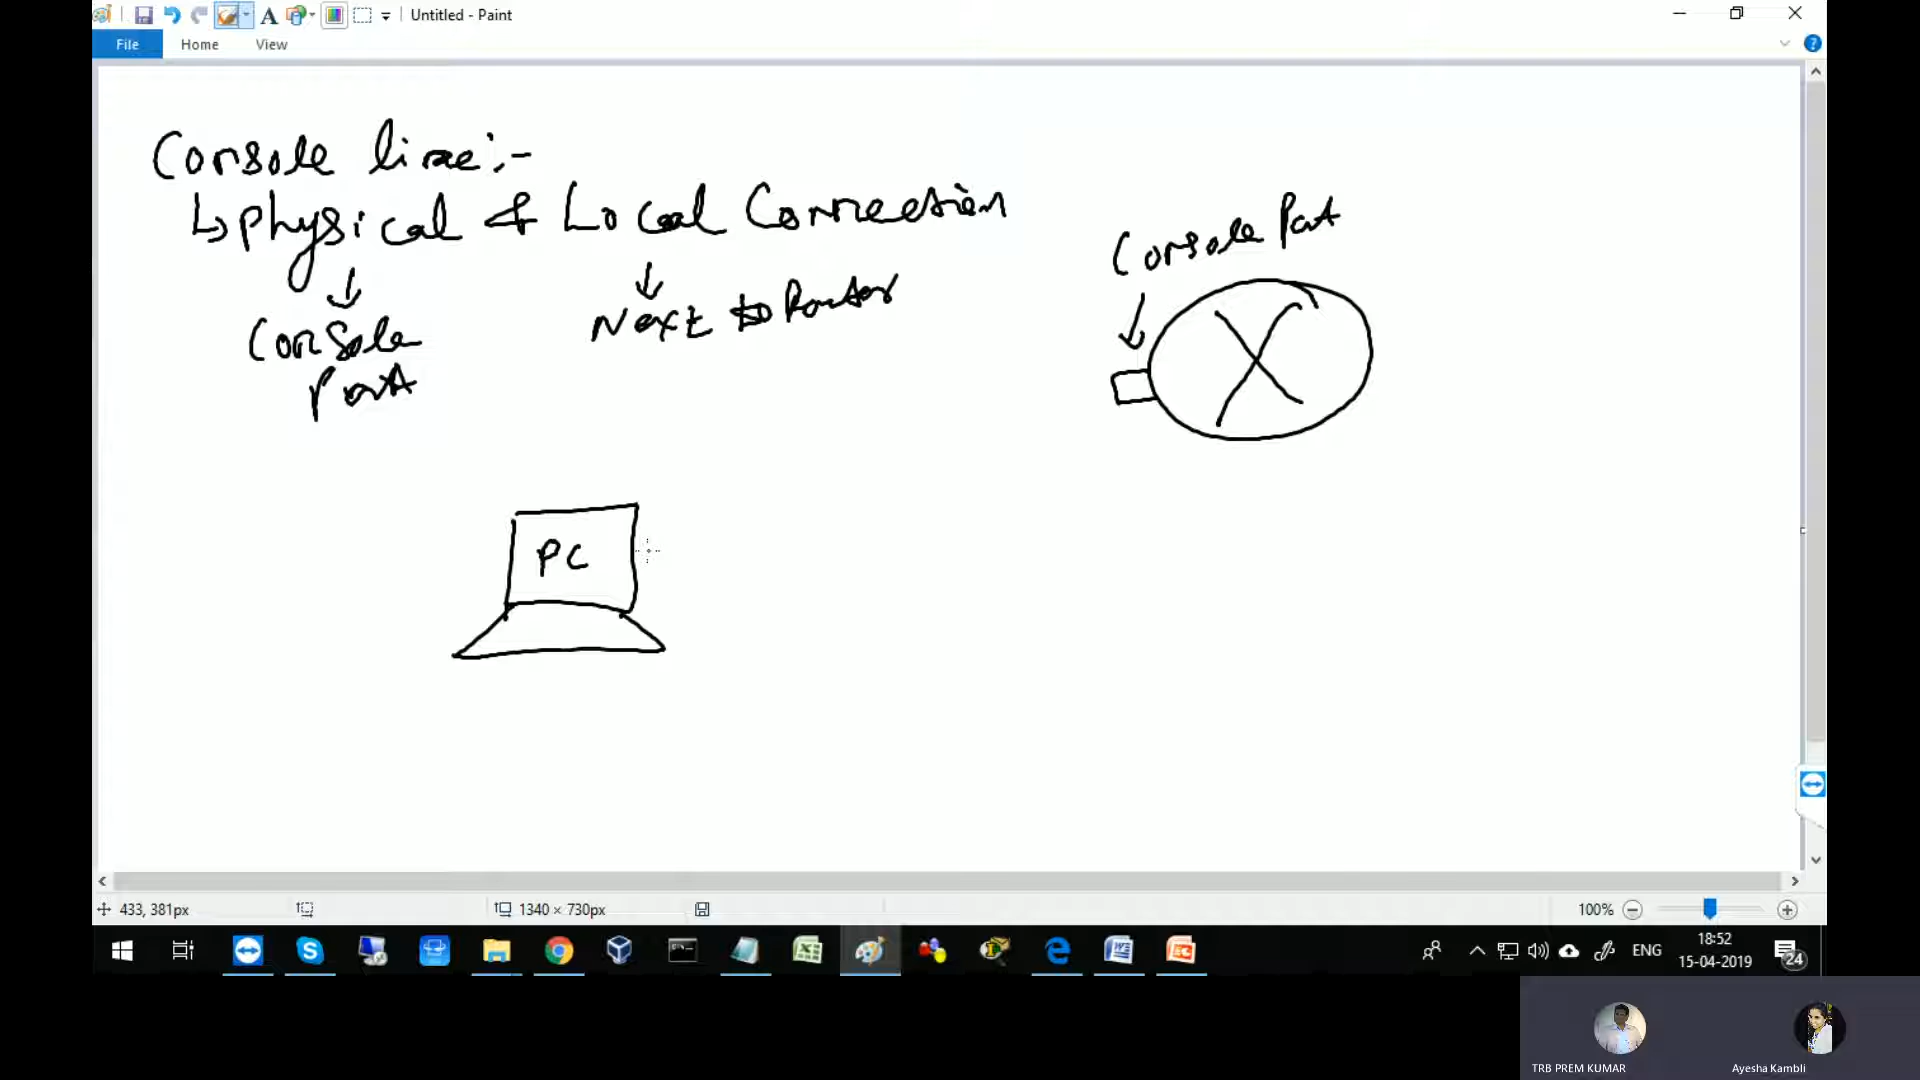 Untitled - Paint
File Home View
Console line:-
↳ Physical & Local Connection
Console Port
Next to Router
Console
Port
PC
433, 381px
1340 × 730px
100%
ENG
18:52
15-04-2019
24
TRB PREM KUMAR
Ayesha Kambli